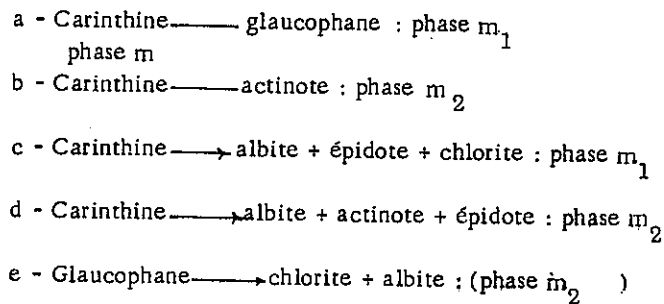 a - Carinthine —— glaucophane : phase m₁
phase m
b - Carinthine —— actinote : phase m₂
c - Carinthine ⟶ albite + épidote + chlorite : phase m₁
d - Carinthine ⟶ albite + actinote + épidote : phase m₂
e - Glaucophane ⟶ chlorite + albite : (phase m₂ )